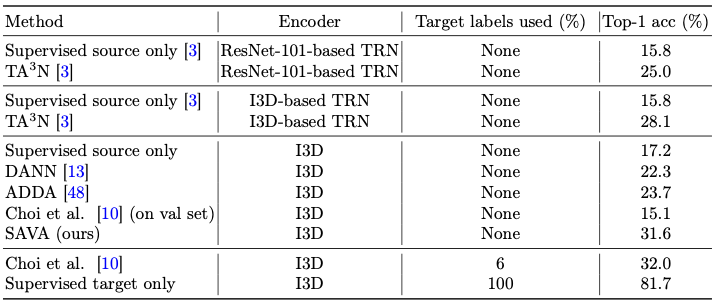 Method Encoder Target labels used (%) Top-1 acc (%)
Supervised source only [3] ResNet-101-based TRN None 15.8
TA³N [3] ResNet-101-based TRN None 25.0
Supervised source only [3] I3D-based TRN None 15.8
TA³N [3] I3D-based TRN None 28.1
Supervised source only I3D None 17.2
DANN [13] I3D None 22.3
ADDA [48] I3D None 23.7
Choi et al. [10] (on val set) I3D None 15.1
SAVA (ours) I3D None 31.6
Choi et al. [10] I3D 6 32.0
Supervised target only I3D 100 81.7